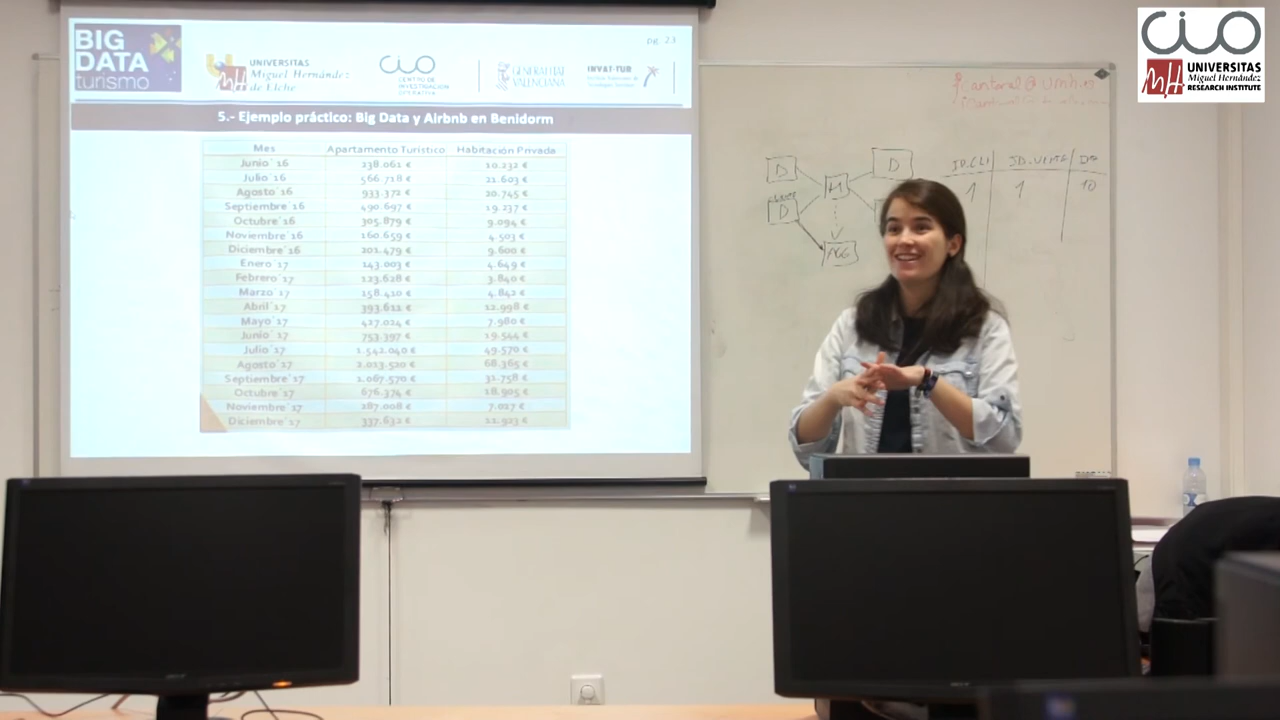 BIG
DATA
turismo
UNIVERSITAS
Miguel Hernández
de Elche
CIO
CENTRO DE
INVESTIGACIÓN
OPERATIVA
GENERALITAT
VALENCIANA
INVAT·TUR
23
5.- Ejemplo práctico: Big Data y Airbnb en Benidorm
Mes Apartamento Turístico Habitación Privada
Junio´ 16 238.061 € 10.232 €
Julio´ 16 566.718 € 21.603 €
Agosto´ 16 933.372 € 20.745 €
Septiembre´ 16 490.697 € 19.237 €
Octubre´ 16 305.879 € 9.094 €
Noviembre´ 16 160.659 € 4.503 €
Diciembre´ 16 201.479 € 9.600 €
Enero´ 17 143.003 € 4.649 €
Febrero´ 17 123.628 € 3.840 €
Marzo´ 17 158.410 € 4.842 €
Abril´17 393.611 € 12.998 €
Mayo´17 427.024 € 7.980 €
Junio´ 17 753.397 € 19.544 €
Julio´17 1.542.040 € 49.570 €
Agosto´17 2.013.520 € 68.365 €
Septiembre´17 1.067.570 € 31.758 €
Octubre´ 17 676.374 € 18.905 €
Noviembre´ 17 287.008 € 7.027 €
Diciembre´ 17 337.632 € 11.923 €
D
D
H
D
AGG
ID.CLI
1
1
10
CIO
UNIVERSITAS
Miguel Hernández
RESEARCH INSTITUTE